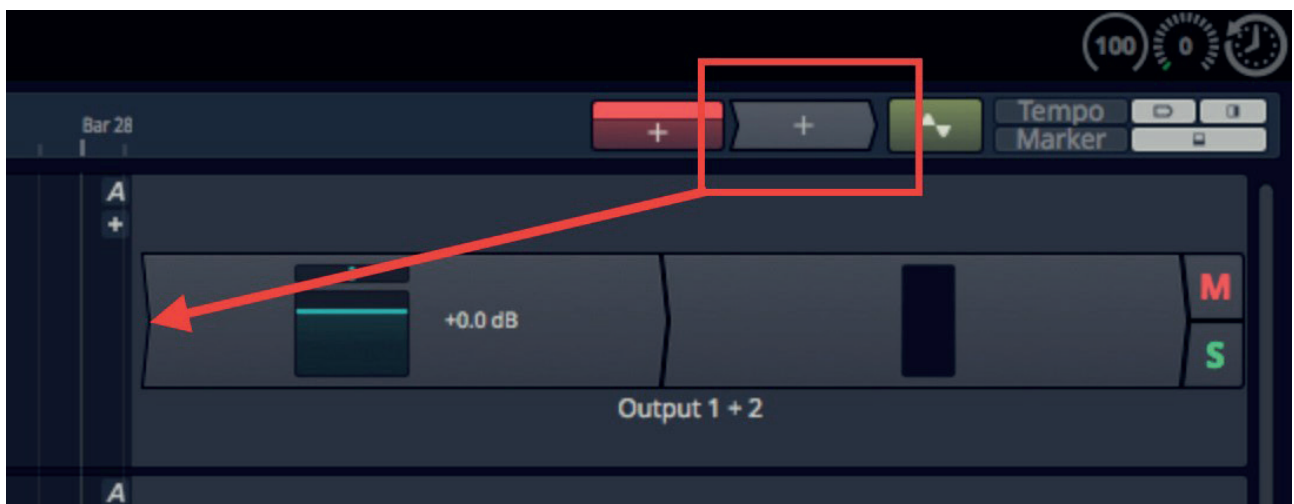 100
0
Bar 28
+
+
Tempo
Marker
A
+
+0.0 dB
M
S
Output 1 + 2
A